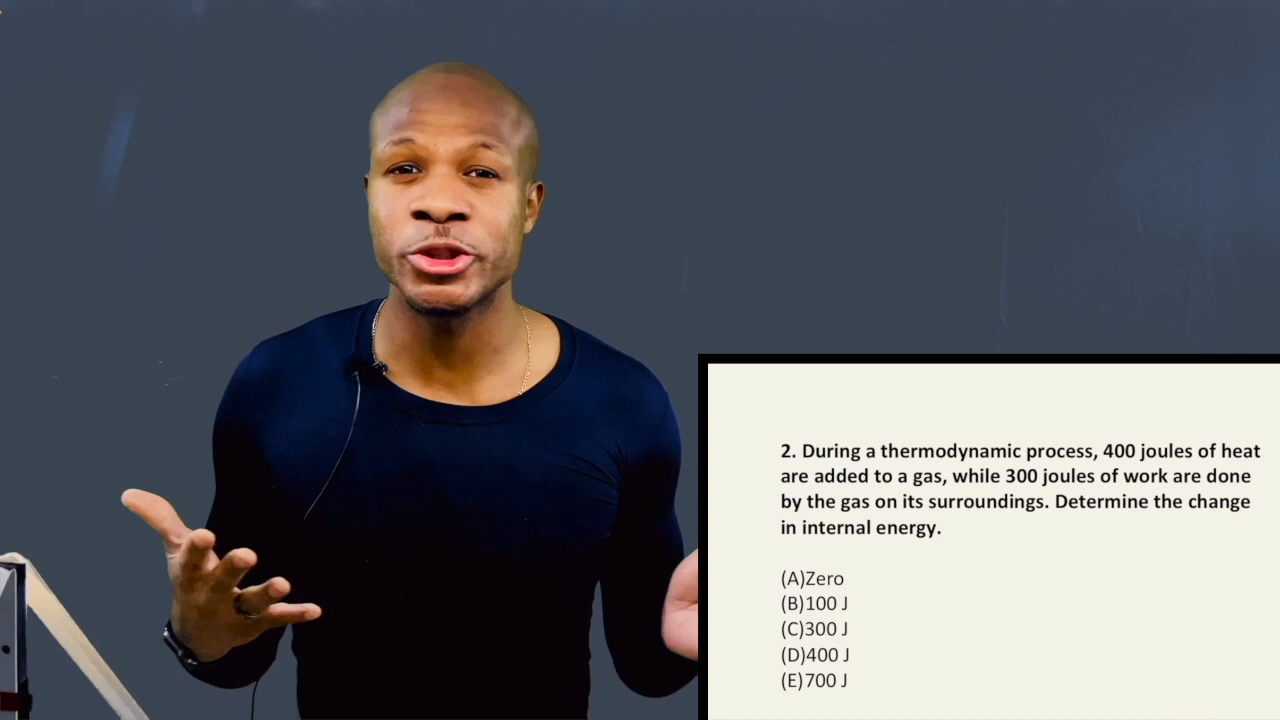 2. During a thermodynamic process, 400 joules of heat
are added to a gas, while 300 joules of work are done
by the gas on its surroundings. Determine the change
in internal energy.
(A)Zero
(B)100 J
(C)300 J
(D)400 J
(E)700 J